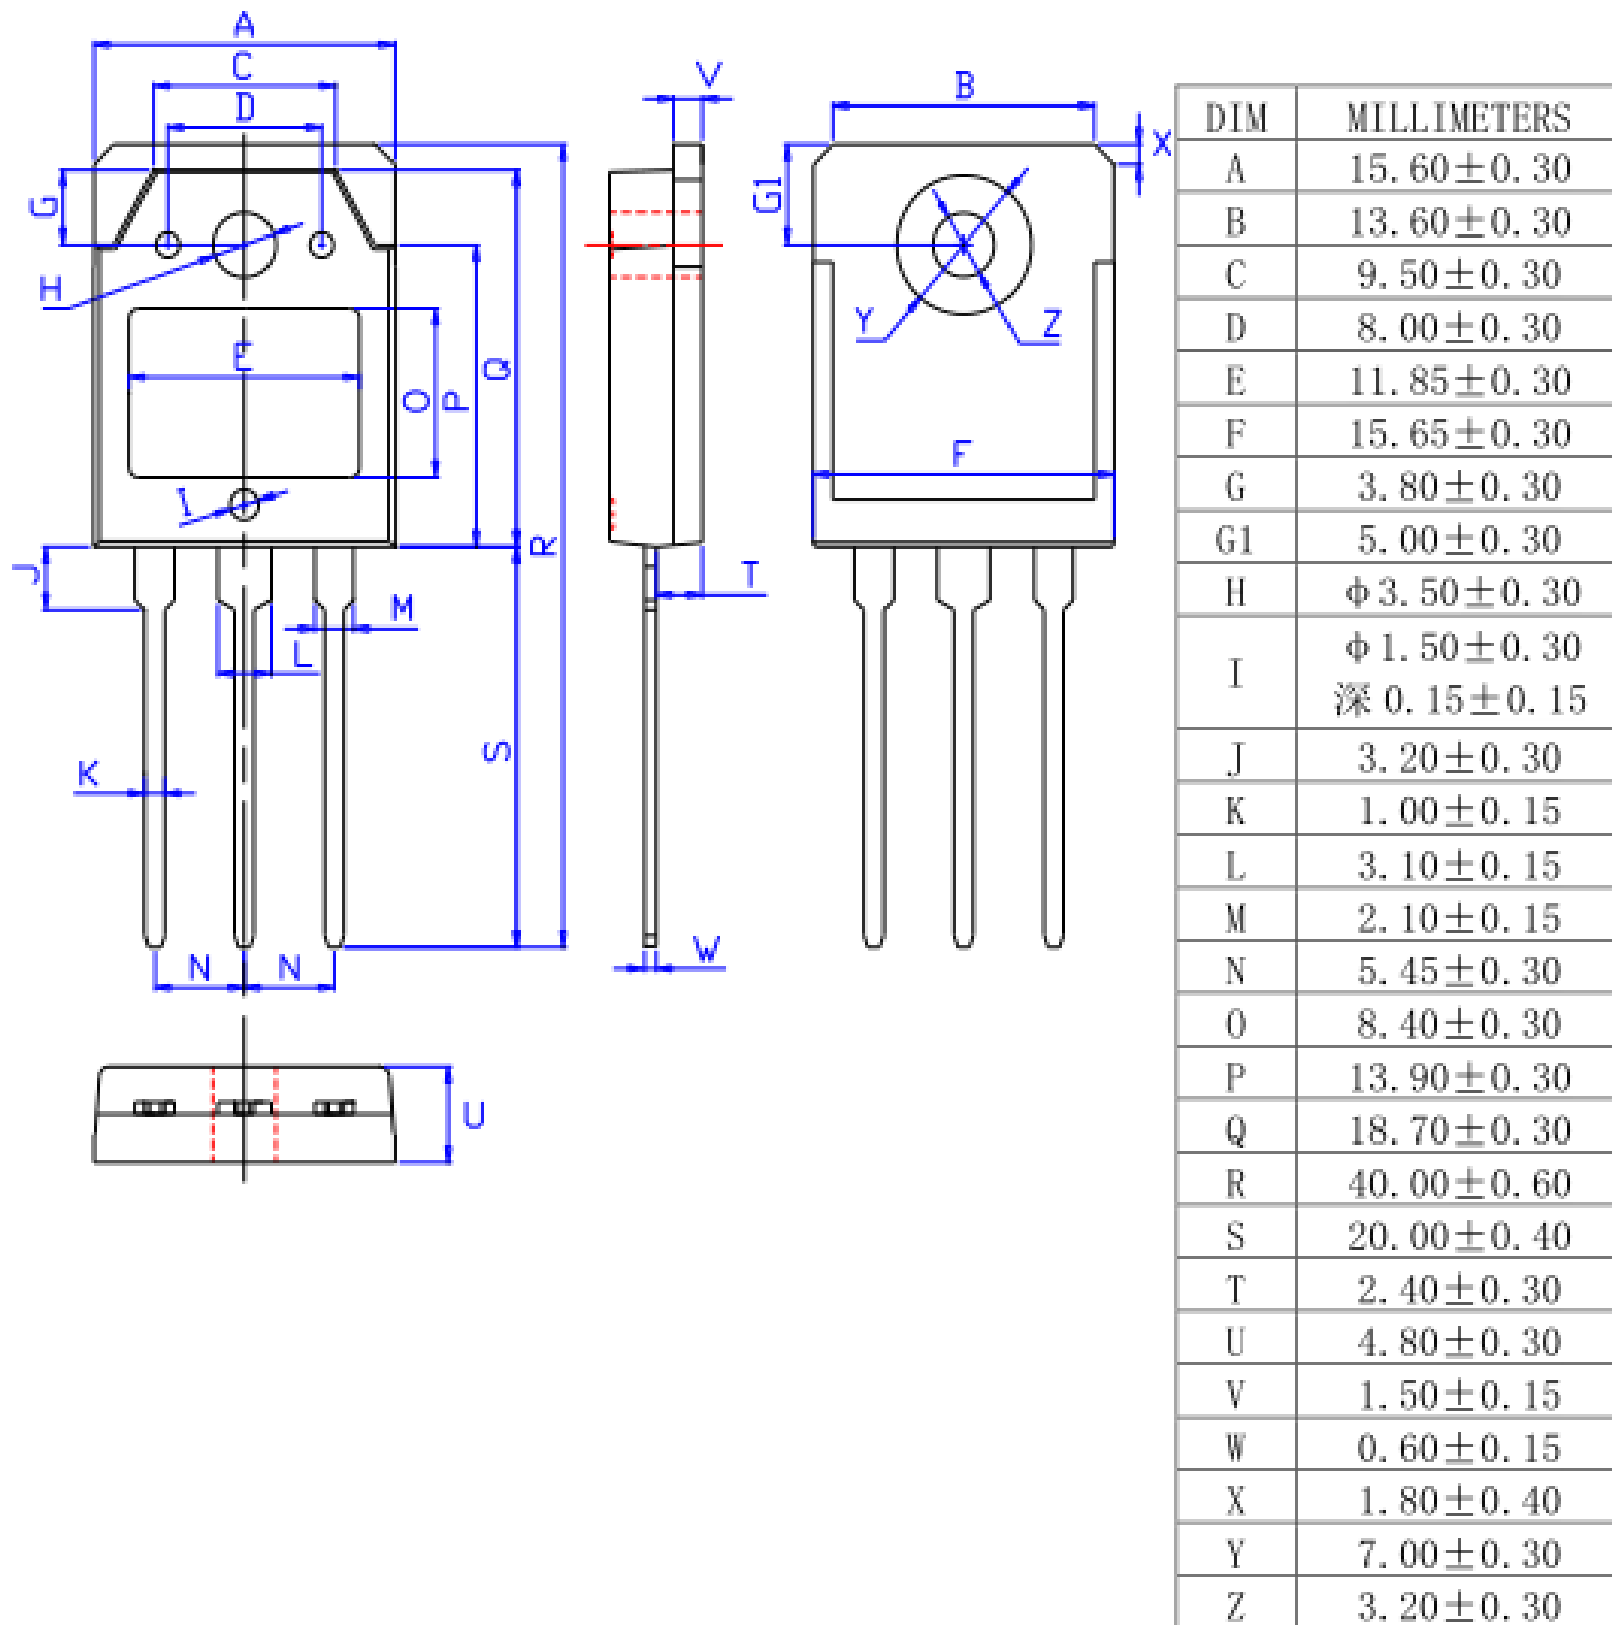 A
C
D
G
H
E
O
P
Q
I
R
J
M
L
K
S
N N
U
V
T
W
B
X
G1
Y
Z
F
DIM MILLIMETERS
A 15.60±0.30
B 13.60±0.30
C 9.50±0.30
D 8.00±0.30
E 11.85±0.30
F 15.65±0.30
G 3.80±0.30
G1 5.00±0.30
H ϕ3.50±0.30
I ϕ1.50±0.30
深 0.15±0.15
J 3.20±0.30
K 1.00±0.15
L 3.10±0.15
M 2.10±0.15
N 5.45±0.30
O 8.40±0.30
P 13.90±0.30
Q 18.70±0.30
R 40.00±0.60
S 20.00±0.40
T 2.40±0.30
U 4.80±0.30
V 1.50±0.15
W 0.60±0.15
X 1.80±0.40
Y 7.00±0.30
Z 3.20±0.30